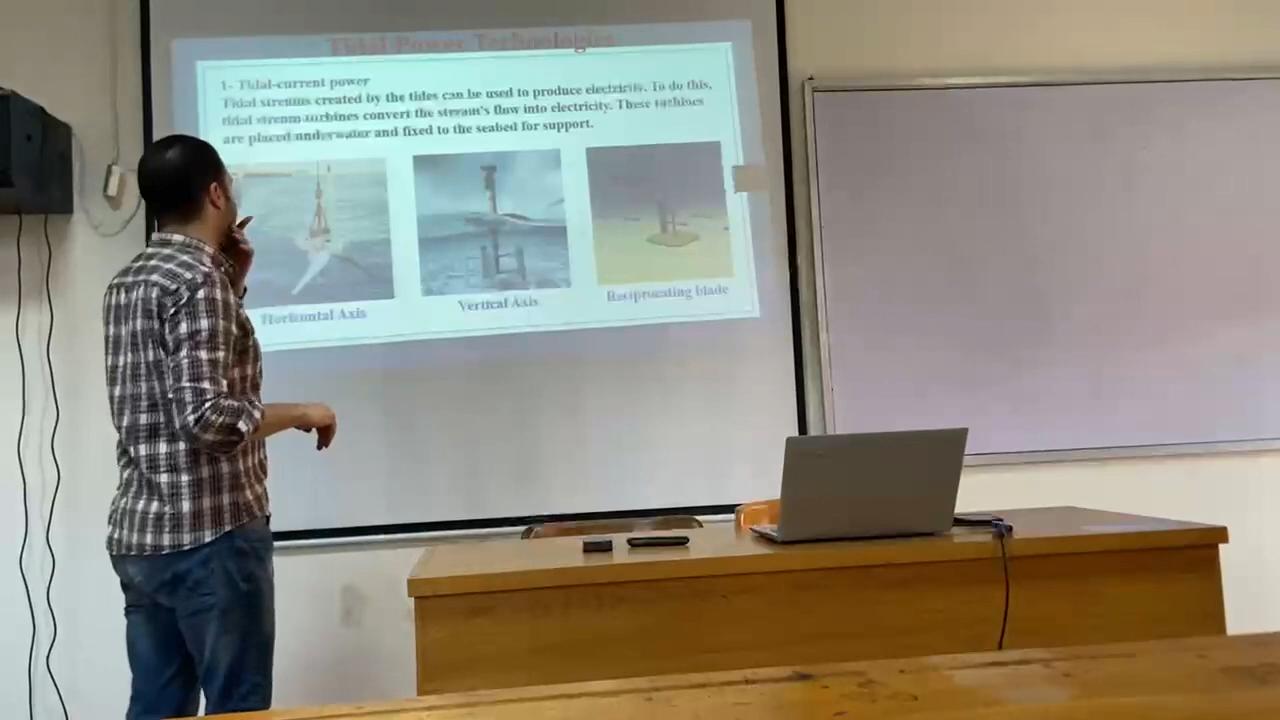 Tidal Power Technologies
1- Tidal-current power
Tidal streams created by the tides can be used to produce electricity. To do this,
tidal stream turbines convert the stream's flow into electricity. These turbines
are placed underwater and fixed to the seabed for support.
Horizontal Axis
Vertical Axis
Reciprocating blade